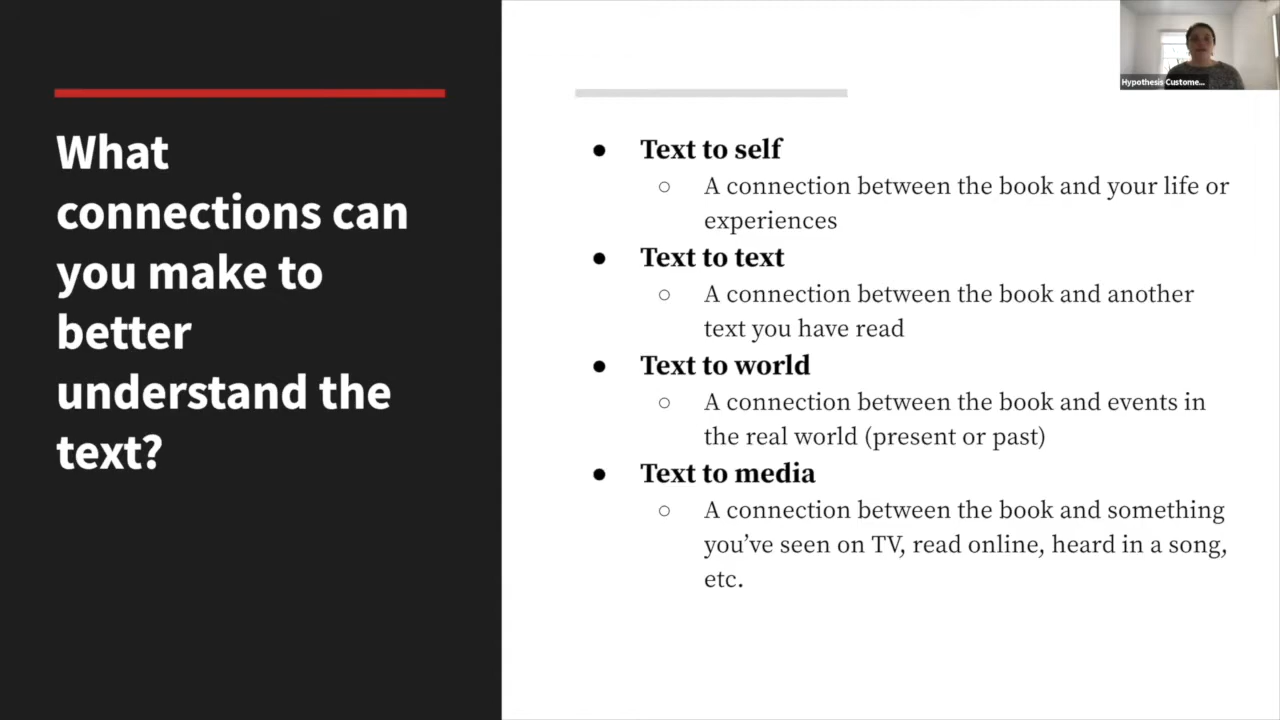 What
connections can
you make to
better
understand the
text?
Hypothesis Custome...
● Text to self
○ A connection between the book and your life or
experiences
● Text to text
○ A connection between the book and another
text you have read
● Text to world
○ A connection between the book and events in
the real world (present or past)
● Text to media
○ A connection between the book and something
you’ve seen on TV, read online, heard in a song,
etc.